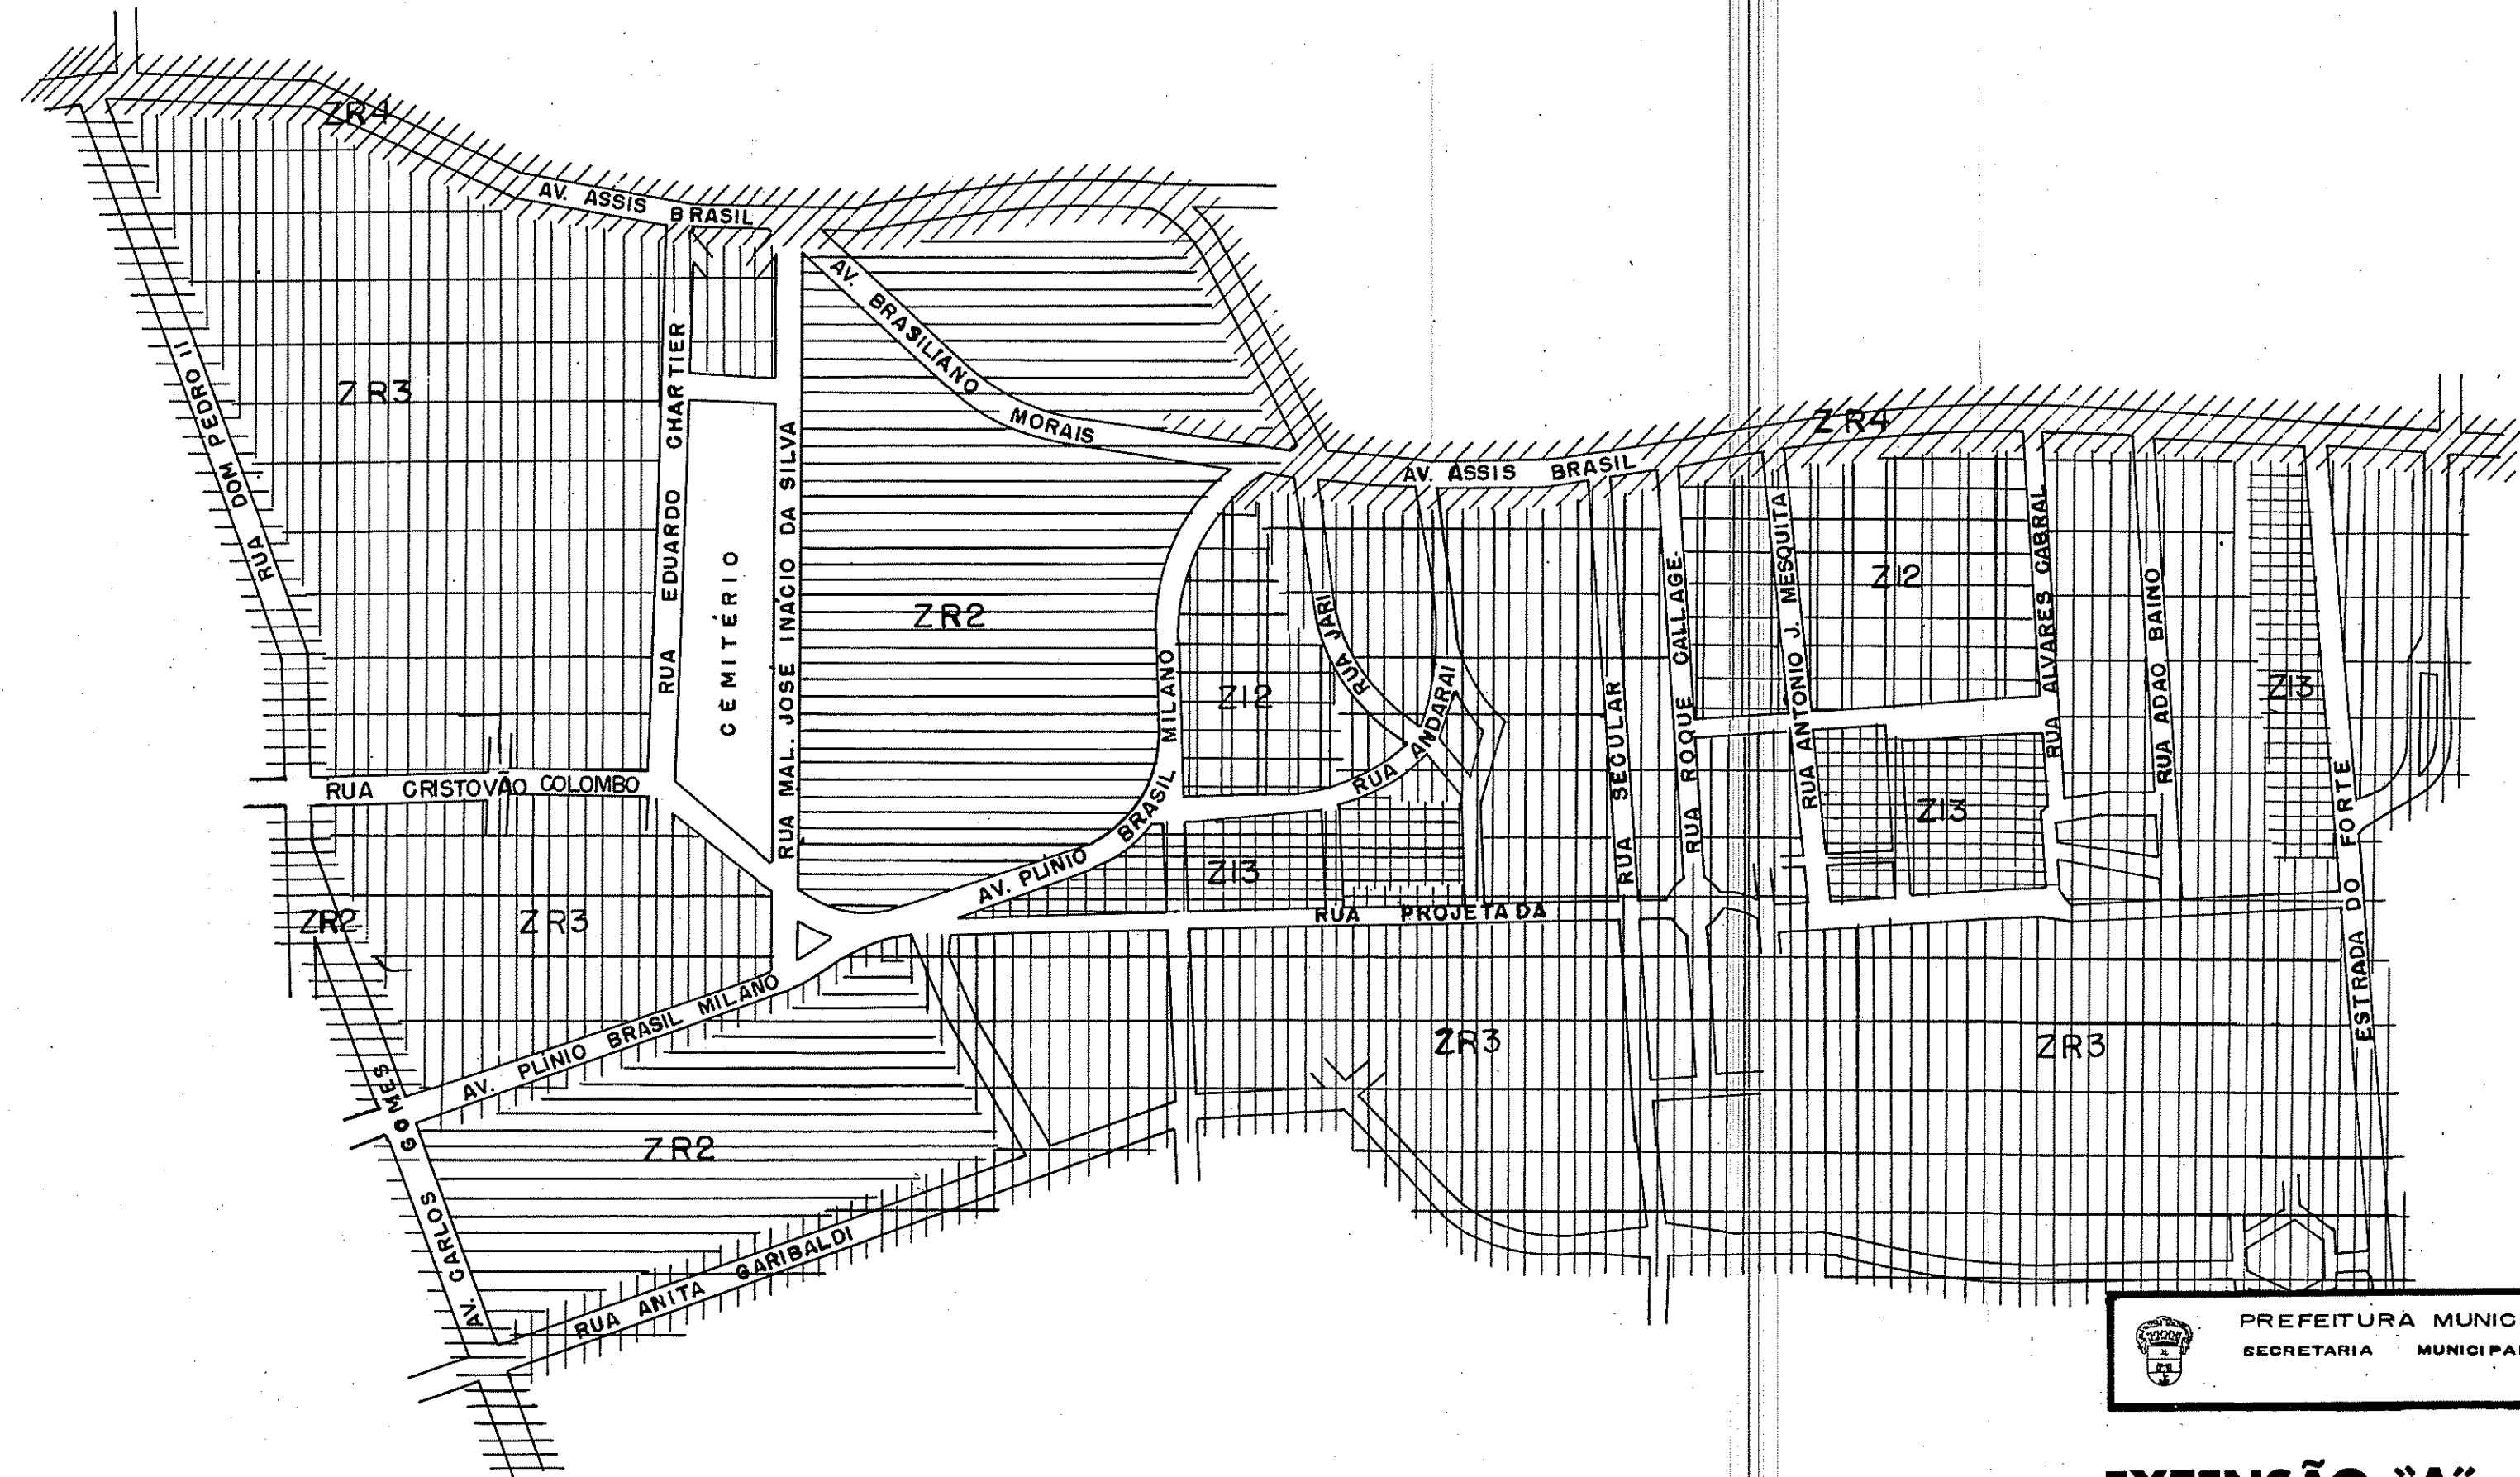 ZR4
AV. ASSIS BRASIL
AV. BRASILIANO MORAIS
RUA DOM PEDRO II
ZR3
RUA EDUARDO CHARTIER
CEMITÉRIO
RUA MAL. JOSÉ INÁCIO DA SILVA
ZR2
ZR4
AV. ASSIS BRASIL
RUA JARI
RUA ANDARAI
ZI2
AV. PLINIO BRASIL MILANO
ZI3
RUA PROJETADA
RUA SECULAR
RUA ROQUE CALLAGE.
RUA ANTONIO J. MESQUITA
ZI2
ZI3
RUA ALVARES CABRAL
RUA ADAO BAINO
ZI3
ESTRADA DO FORTE
RUA CRISTOVÃO COLOMBO
ZR2
ZR3
AV. PLÍNIO BRASIL MILANO
ZR3
ZR3
AV. CARLOS GOMES
ZR2
RUA ANITA GARIBALDI
PREFEITURA MUNIC
SECRETARIA MUNICIPA
EXTENSÃO "A"